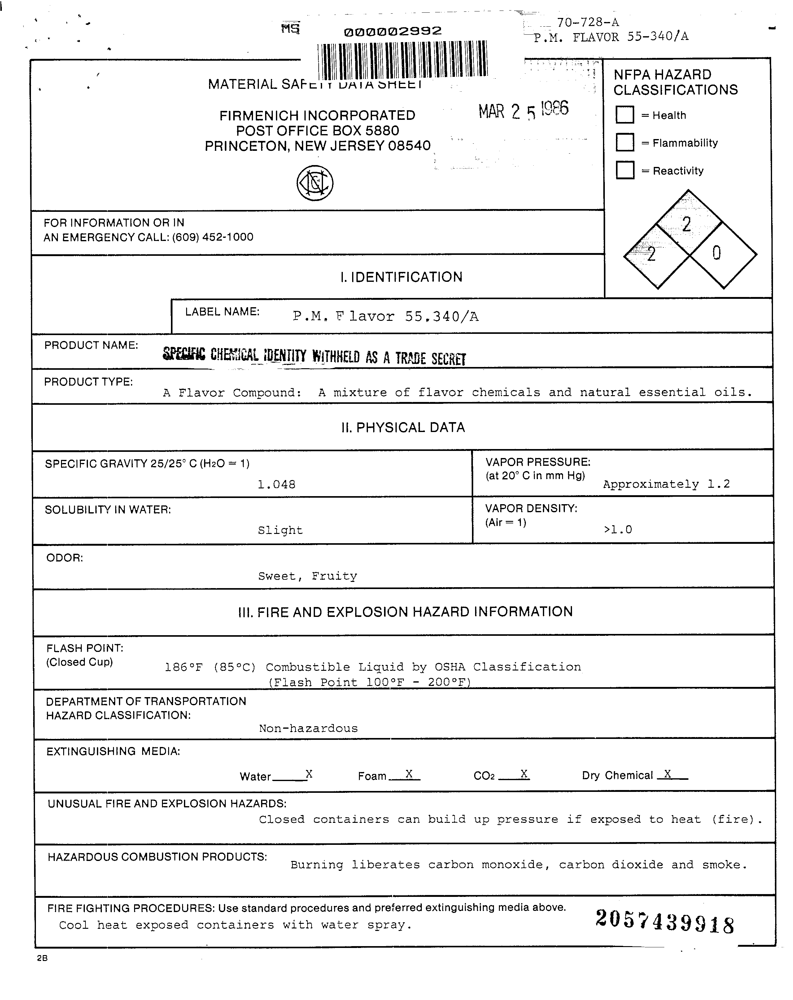 70-728-A
P.M. FLAVOR 55-340/A
MS 000002992
MATERIAL SAFETY DATA SHEET
FIRMENICH INCORPORATED
POST OFFICE BOX 5880
PRINCETON, NEW JERSEY 08540
MAR 25 1986
NFPA HAZARD
CLASSIFICATIONS
= Health
= Flammability
= Reactivity
2
2 0
FOR INFORMATION OR IN
AN EMERGENCY CALL: (609) 452-1000
I. IDENTIFICATION
LABEL NAME: P.M. Flavor 55.340/A
PRODUCT NAME: SPECIFIC CHEMICAL IDENTITY WITHHELD AS A TRADE SECRET
PRODUCT TYPE:
A Flavor Compound: A mixture of flavor chemicals and natural essential oils.
II. PHYSICAL DATA
SPECIFIC GRAVITY 25/25° C (H2O = 1)
1.048
VAPOR PRESSURE:
(at 20° C in mm Hg) Approximately 1.2
SOLUBILITY IN WATER:
Slight
VAPOR DENSITY:
(Air = 1) >1.0
ODOR:
Sweet, Fruity
III. FIRE AND EXPLOSION HAZARD INFORMATION
FLASH POINT:
(Closed Cup) 186°F (85°C) Combustible Liquid by OSHA Classification
(Flash Point 100°F - 200°F)
DEPARTMENT OF TRANSPORTATION
HAZARD CLASSIFICATION:
Non-hazardous
EXTINGUISHING MEDIA:
Water X Foam X CO2 X Dry Chemical X
UNUSUAL FIRE AND EXPLOSION HAZARDS:
Closed containers can build up pressure if exposed to heat (fire).
HAZARDOUS COMBUSTION PRODUCTS: Burning liberates carbon monoxide, carbon dioxide and smoke.
FIRE FIGHTING PROCEDURES: Use standard procedures and preferred extinguishing media above.
Cool heat exposed containers with water spray.
2057439918
2B